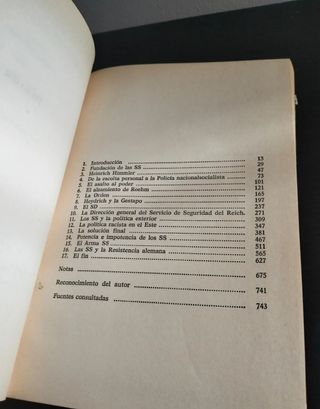 1. Introducción 13
2. Fundación de las SS 29
3. Heinrich Himmler 47
4. De la escolta personal a la Policía nacionalsocialista 73
5. El asalto al poder 101
6. El alzamiento de Roehm 121
7. La Orden 165
8. Heydrich y la Gestapo 197
9. El SD 237
10. La Dirección general del Servicio de Seguridad del Reich. 271
11. Los SS y la política exterior 309
12. La política racista en el Este 347
13. La solución final 381
14. Potencia e impotencia de los SS 467
15. El Arma SS 511
16. Las SS y la Resistencia alemana 565
17. El fin 627
Notas 675
Reconocimiento del autor 741
Fuentes consultadas 743